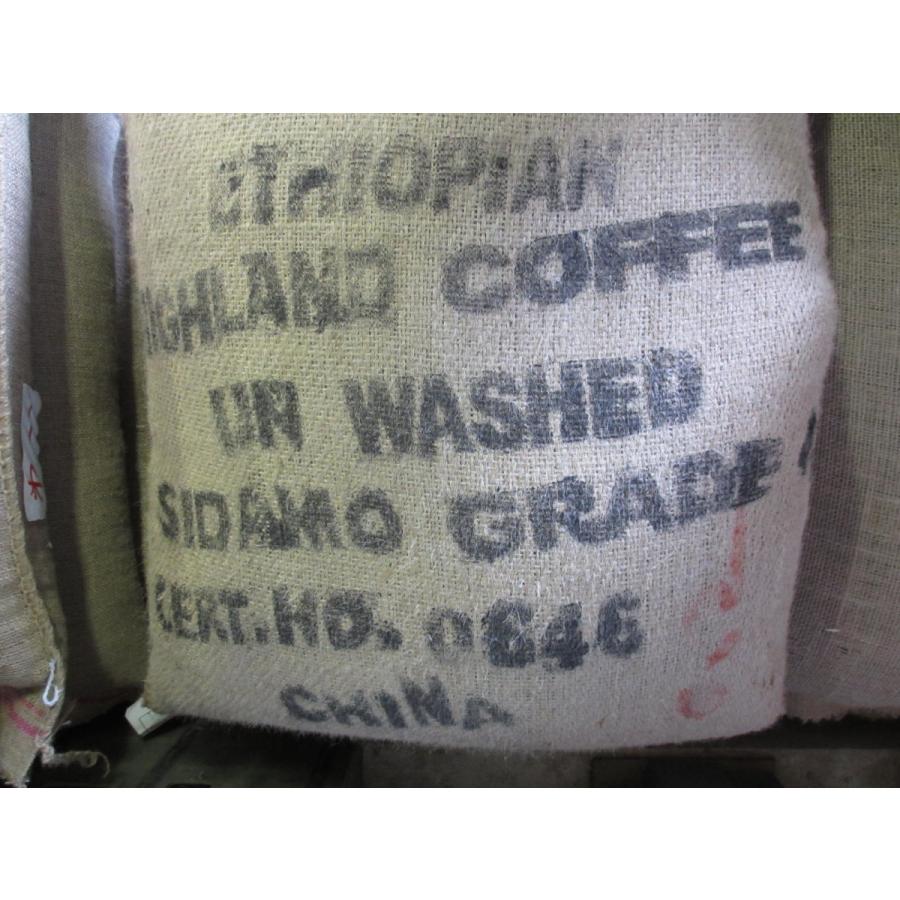 ETHIOPIAN
HIGHLAND COFFEE
UN WASHED
SIDAMO GRADE
CERT.NO. 0646
CHINA